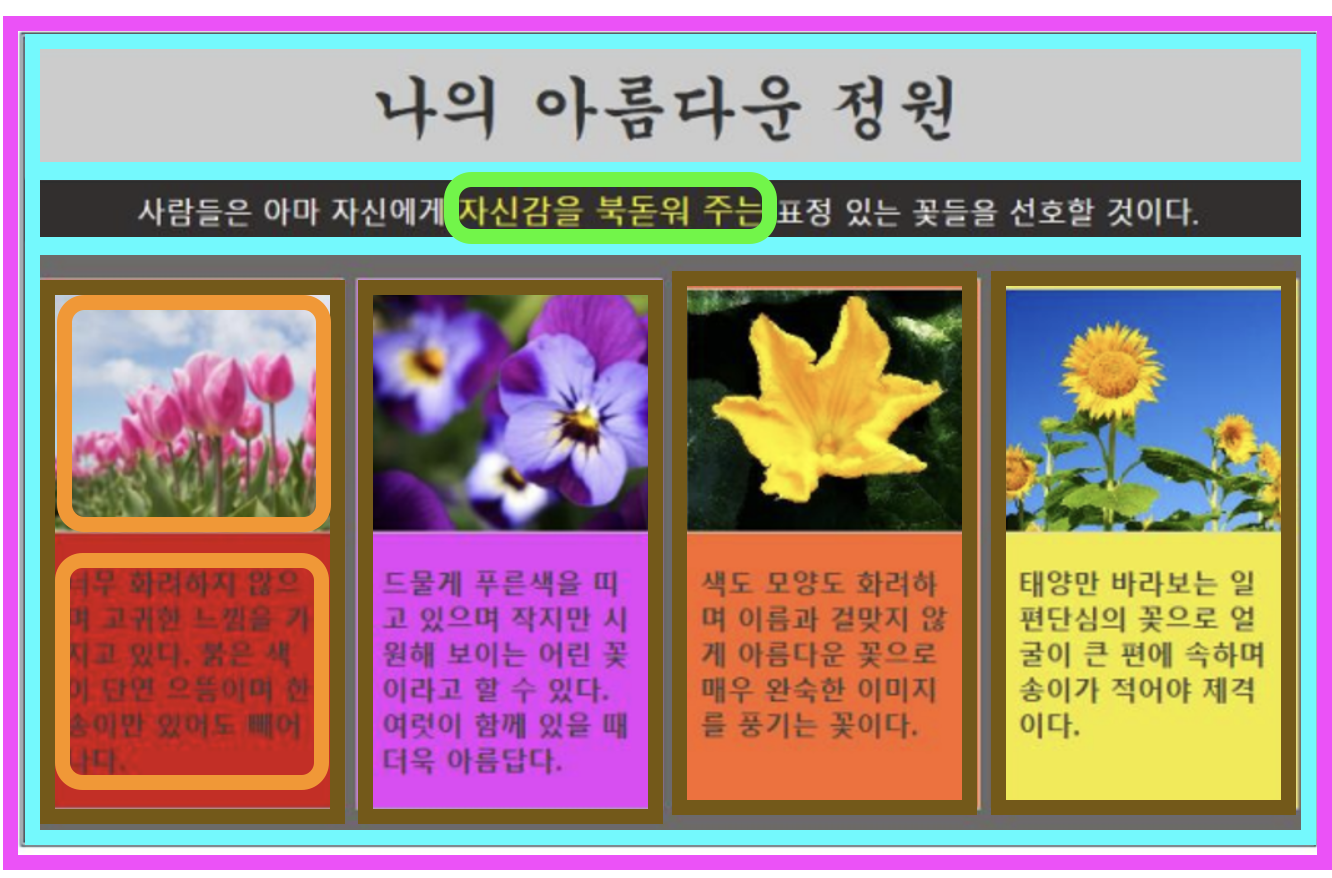 나의 아름다운 정원
사람들은 아마 자신에게 자신감을 북돋워 주는 표정 있는 꽃들을 선호할 것이다.
너무 화려하지 않으
며 고귀한 느낌을 가
지고 있다. 붉은 색
이 단연 으뜸이며 한
송이만 있어도 빼어
나다.
드물게 푸른색을 띠
고 있으며 작지만 시
원해 보이는 어린 꽃
이라고 할 수 있다.
여럿이 함께 있을 때
더욱 아름답다.
색도 모양도 화려하
며 이름과 걸맞지 않
게 아름다운 꽃으로
매우 완숙한 이미지
를 풍기는 꽃이다.
태양만 바라보는 일
편단심의 꽃으로 얼
굴이 큰 편에 속하며
송이가 적어야 제격
이다.